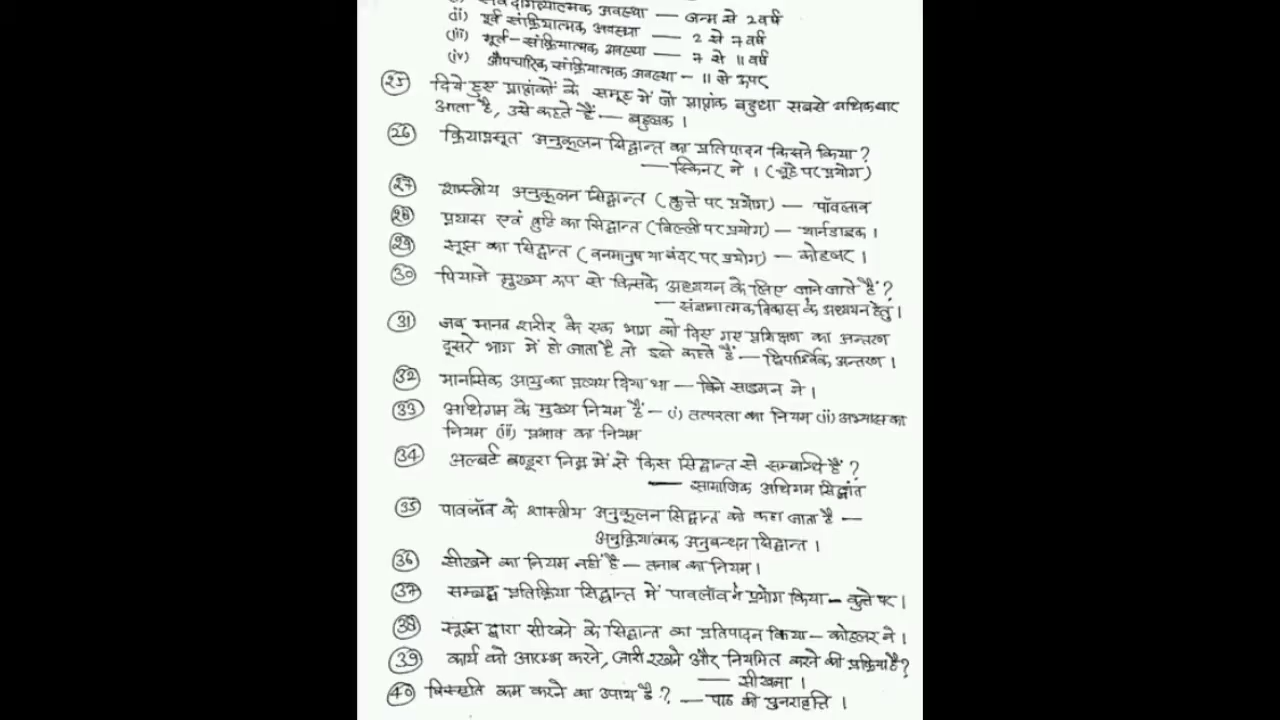 अवस्था — जन्म से 2 वर्ष
(ii) पूर्व संक्रियात्मक अवस्था — 2 से 7 वर्ष
(iii) मूर्त-संक्रियात्मक अवस्था — 7 से 11 वर्ष
(iv) औपचारिक संक्रियात्मक अवस्था - 11 से ऊपर
25 दिये हुए प्राप्तांकों के समूह में जो प्राप्तांक बहुधा सबसे अधिकबार
आता है, उसे कहते हैं — बहुलक।
26 क्रियाप्रसूत अनुकूलन सिद्धान्त का प्रतिपादन किसने किया?
— स्किनर ने। (चूहे पर प्रयोग)
27 शास्त्रीय अनुकूलन सिद्धान्त (कुत्ते पर प्रयोग) — पॉवलाव
28 प्रयास एवं त्रुटि का सिद्धान्त (बिल्ली पर प्रयोग) — थार्नडाइक।
29 सूझ का सिद्धान्त (वनमानुष या बंदर पर प्रयोग) — कोहलर।
30 पियाजे मुख्य रूप से किसके अध्ययन के लिए जाने जाते हैं?
— संज्ञानात्मक विकास के अध्ययन हेतु।
31 जब मानव शरीर के एक भाग को दिए गए प्रशिक्षण का अन्तरण
दूसरे भाग में हो जाता है तो इसे कहते हैं — द्विपार्श्विक अन्तरण।
32 मानसिक आयु का प्रत्यय दिया था — बिने साइमन ने।
33 अधिगम के मुख्य नियम हैं — (i) तत्परता का नियम (ii) अभ्यास का
नियम (iii) प्रभाव का नियम
34 अल्बर्ट बण्डूरा निम्न में से किस सिद्धान्त से सम्बन्धि हैं?
— सामाजिक अधिगम सिद्धांत
35 पावलॉव के शास्त्रीय अनुकूलन सिद्धान्त को कहा जाता है —
अनुक्रियात्मक अनुबन्धन सिद्धान्त।
36 सीखने का नियम नहीं है — तनाव का नियम।
37 सम्बद्ध प्रतिक्रिया सिद्धान्त में पावलॉव ने प्रयोग किया — कुत्ते पर।
38 सूझ द्वारा सीखने के सिद्धान्त का प्रतिपादन किया — कोहलर ने।
39 कार्य को आरम्भ करने, जारी रखने और नियमित करने की प्रक्रिया है?
— सीखना।
40 विस्मृति कम करने का उपाय है? — पाठ की पुनरावृत्ति।